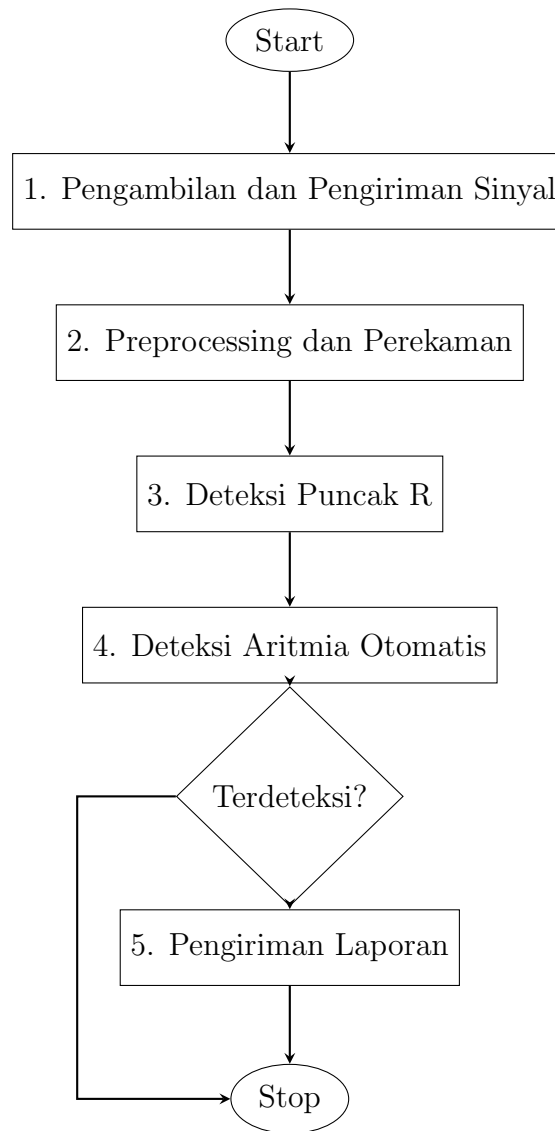 Start
1. Pengambilan dan Pengiriman Sinyal
2. Preprocessing dan Perekaman
3. Deteksi Puncak R
4. Deteksi Aritmia Otomatis
Terdeteksi?
5. Pengiriman Laporan
Stop